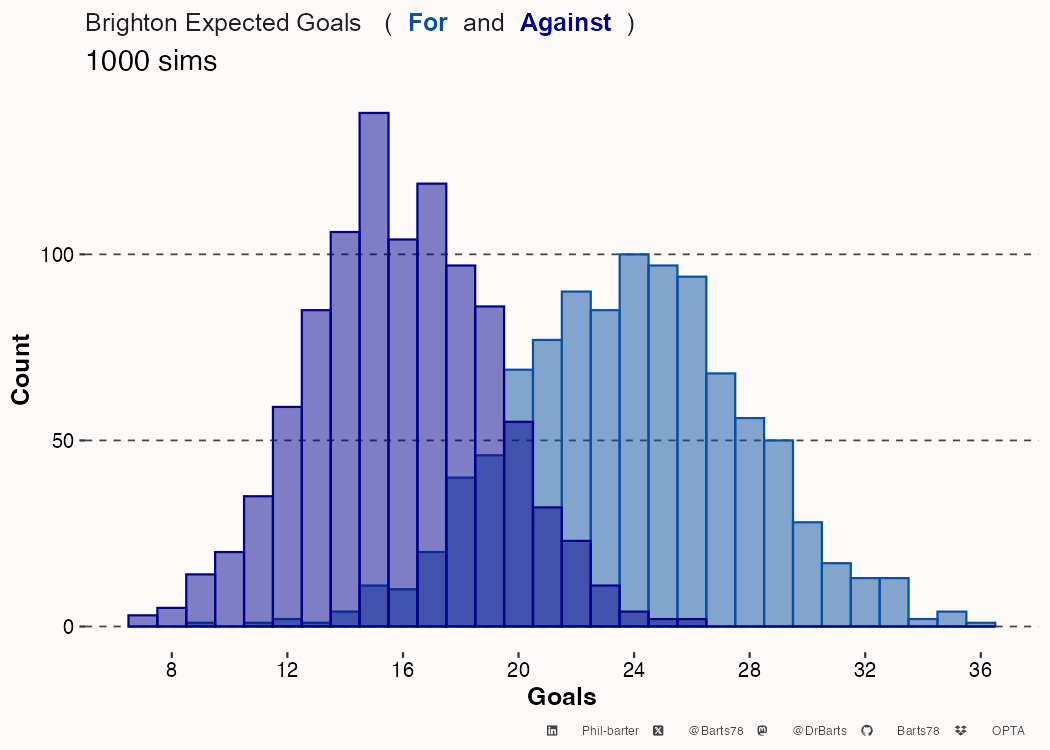 Brighton Expected Goals ( For and Against )
1000 sims
100
50
0
Count
8 12 16 20 24 28 32 36
Goals
Phil-barter @Barts78 @DrBarts Barts78 OPTA